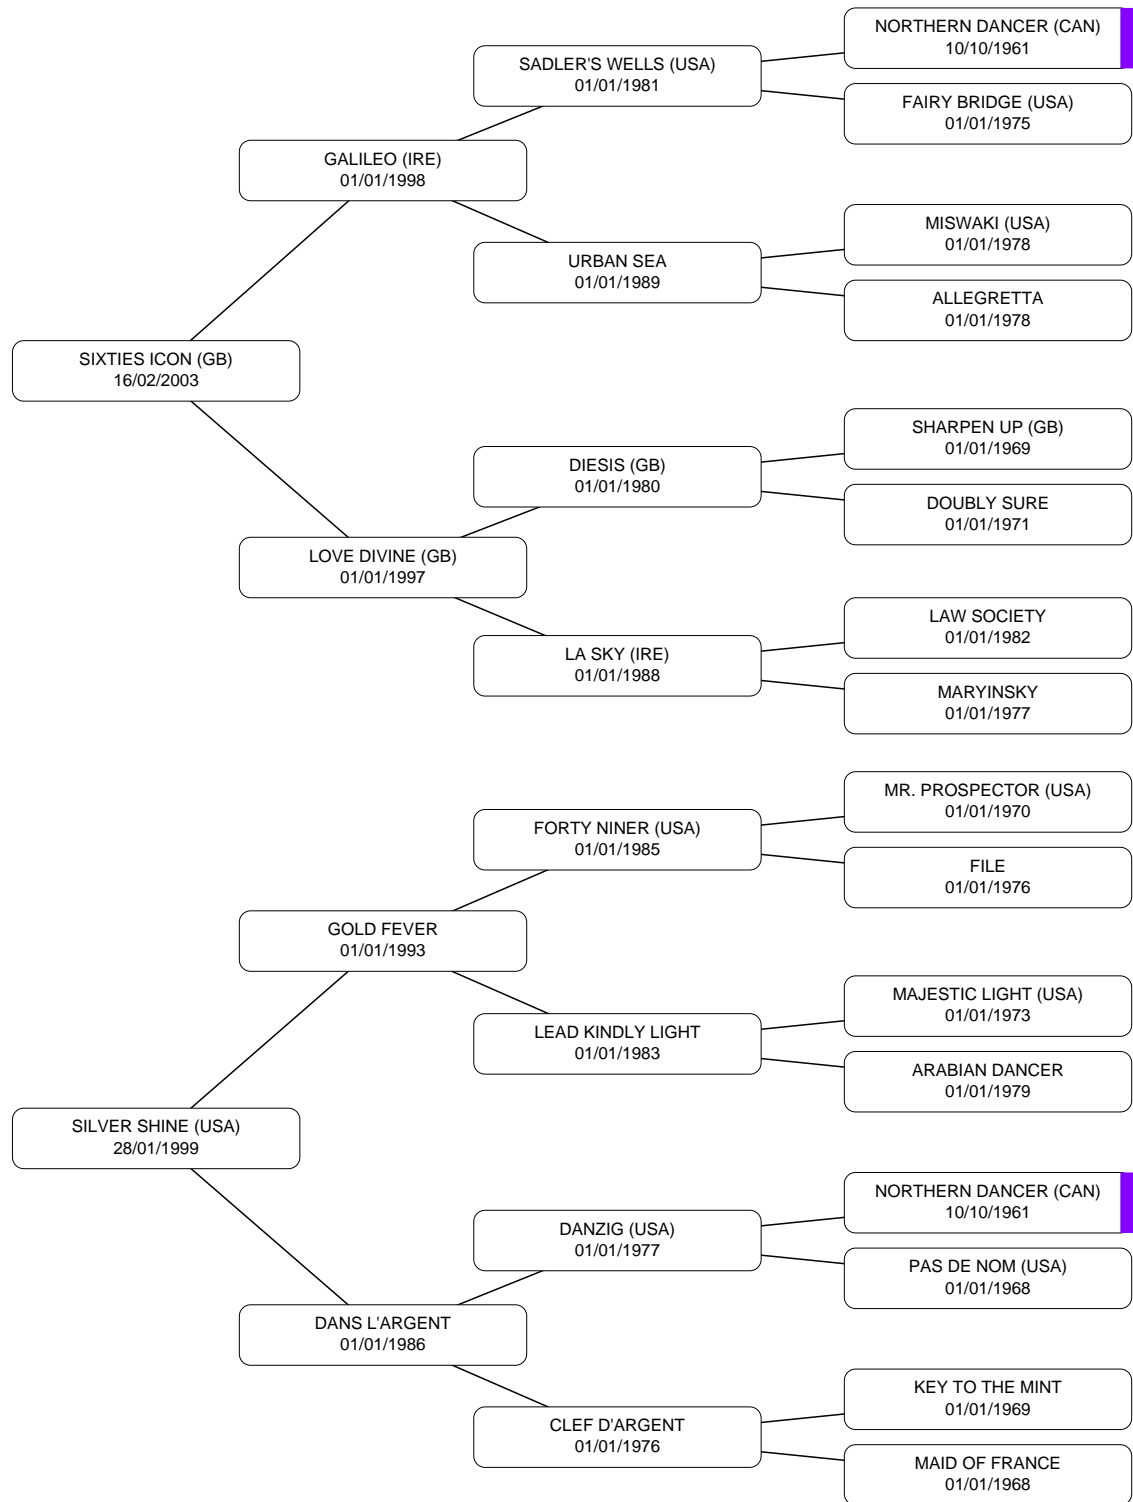 NORTHERN DANCER (CAN)
10/10/1961
SADLER'S WELLS (USA)
01/01/1981
FAIRY BRIDGE (USA)
01/01/1975
GALILEO (IRE)
01/01/1998
MISWAKI (USA)
01/01/1978
URBAN SEA
01/01/1989
ALLEGRETTA
01/01/1978
SIXTIES ICON (GB)
16/02/2003
SHARPEN UP (GB)
01/01/1969
DIESIS (GB)
01/01/1980
DOUBLY SURE
01/01/1971
LOVE DIVINE (GB)
01/01/1997
LAW SOCIETY
01/01/1982
LA SKY (IRE)
01/01/1988
MARYINSKY
01/01/1977
MR. PROSPECTOR (USA)
01/01/1970
FORTY NINER (USA)
01/01/1985
FILE
01/01/1976
GOLD FEVER
01/01/1993
MAJESTIC LIGHT (USA)
01/01/1973
LEAD KINDLY LIGHT
01/01/1983
ARABIAN DANCER
01/01/1979
SILVER SHINE (USA)
28/01/1999
NORTHERN DANCER (CAN)
10/10/1961
DANZIG (USA)
01/01/1977
PAS DE NOM (USA)
01/01/1968
DANS L'ARGENT
01/01/1986
KEY TO THE MINT
01/01/1969
CLEF D'ARGENT
01/01/1976
MAID OF FRANCE
01/01/1968